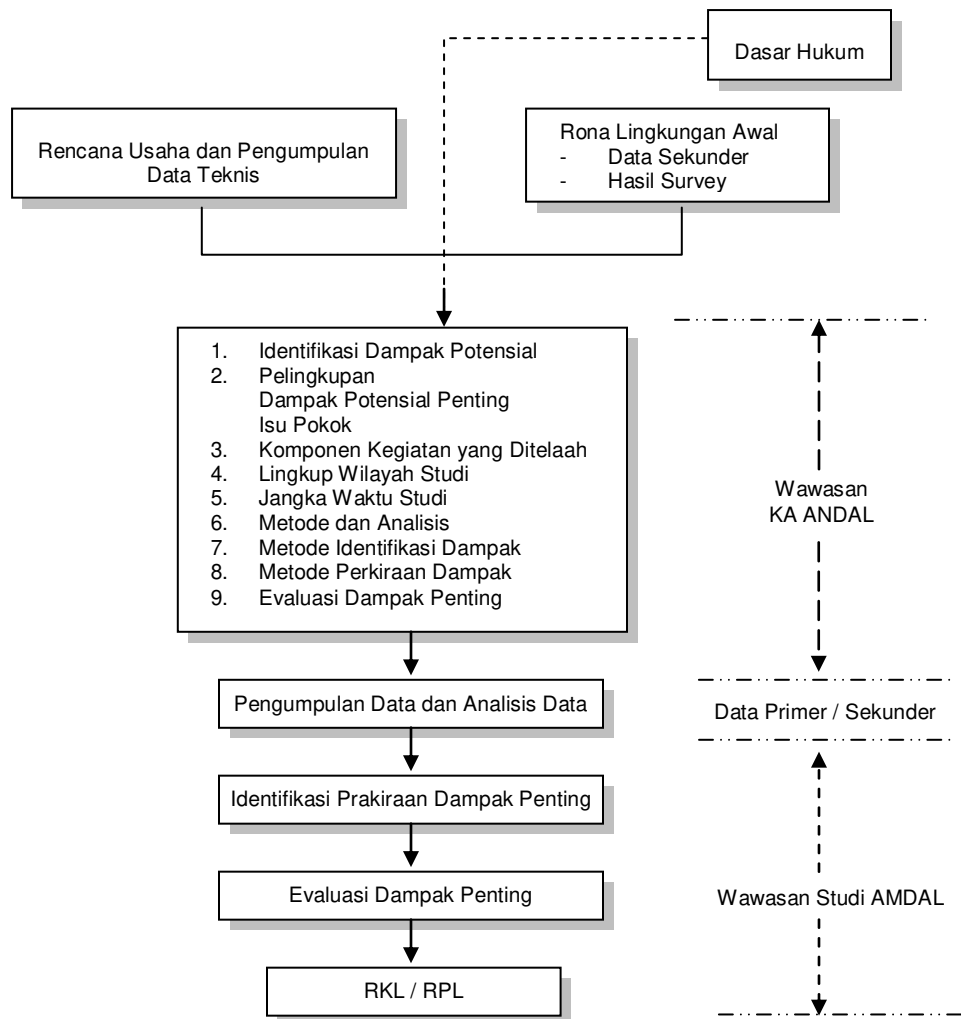 Dasar Hukum
Rencana Usaha dan Pengumpulan
Data Teknis
Rona Lingkungan Awal
- Data Sekunder
- Hasil Survey
1. Identifikasi Dampak Potensial
2. Pelingkupan
Dampak Potensial Penting
Isu Pokok
3. Komponen Kegiatan yang Ditelaah
4. Lingkup Wilayah Studi
5. Jangka Waktu Studi
6. Metode dan Analisis
7. Metode Identifikasi Dampak
8. Metode Perkiraan Dampak
9. Evaluasi Dampak Penting
Wawasan
KA ANDAL
Pengumpulan Data dan Analisis Data
Data Primer / Sekunder
Identifikasi Prakiraan Dampak Penting
Evaluasi Dampak Penting
Wawasan Studi AMDAL
RKL / RPL